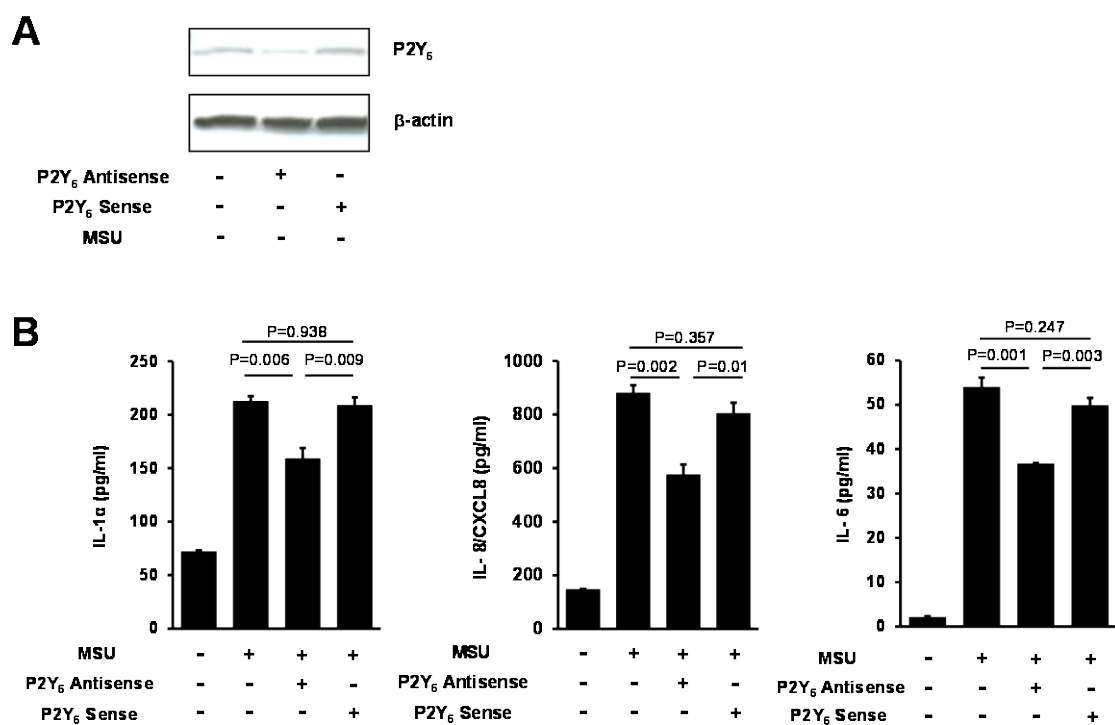 A
P2Y₆
β-actin
P2Y₆ Antisense - + -
P2Y₆ Sense - - +
MSU - - -
B
P=0.938
P=0.006 P=0.009
IL-1α (pg/ml)
250
200
150
100
50
0
MSU - + + +
P2Y₆ Antisense - - + -
P2Y₆ Sense - - - +
P=0.357
P=0.002 P=0.01
IL- 8/CXCL8 (pg/ml)
1000
800
600
400
200
0
MSU - + + +
P2Y₆ Antisense - - + -
P2Y₆ Sense - - - +
P=0.247
P=0.001 P=0.003
IL- 6 (pg/ml)
60
50
40
30
20
10
0
MSU - + + +
P2Y₆ Antisense - - + -
P2Y₆ Sense - - - +